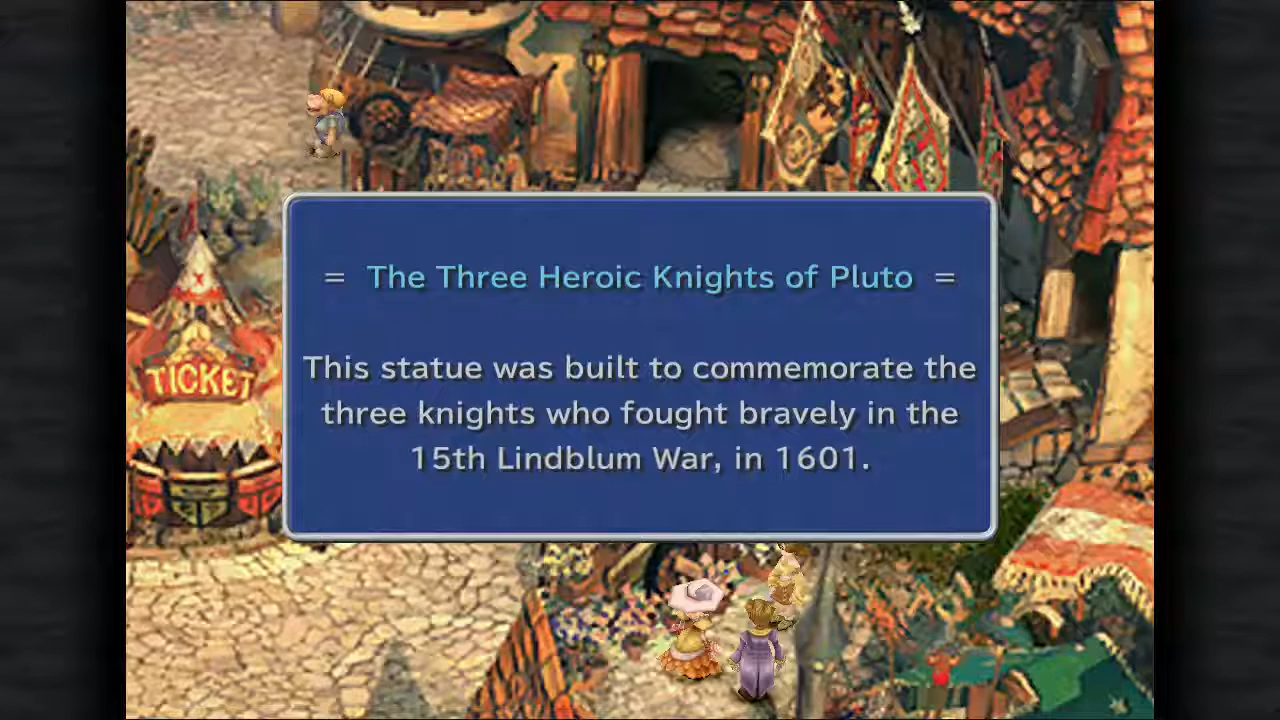 = The Three Heroic Knights of Pluto =
This statue was built to commemorate the
three knights who fought bravely in the
15th Lindblum War, in 1601.
TICKET